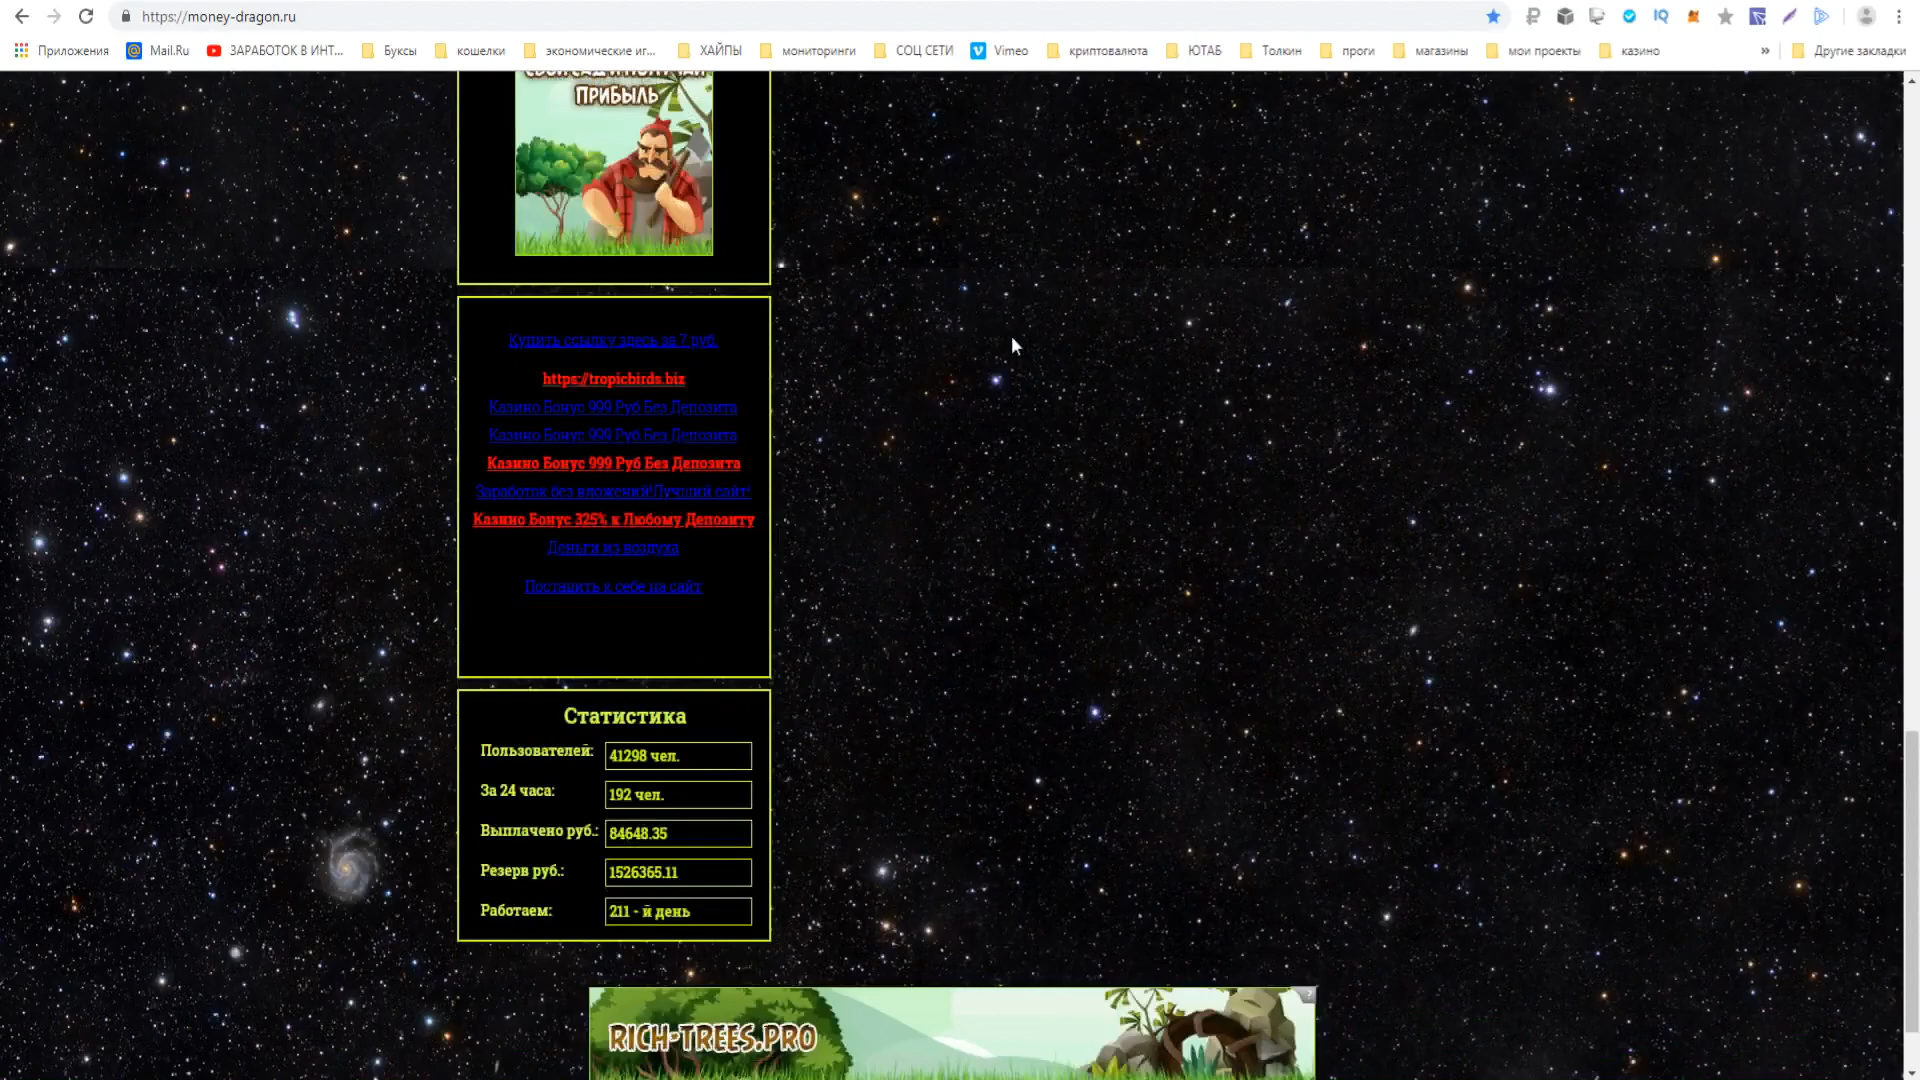 https://money-dragon.ru
Приложения
Mail.Ru
ЗАРАБОТОК В ИНТ...
Буксы
кошелки
экономические иг...
ХАЙПЫ
мониторинги
СОЦ СЕТИ
Vimeo
криптовалюта
ЮТАБ
Толкин
проги
магазины
мои проекты
казино
»
Другие закладки
ПРИБЫЛЬ
Купить ссылку здесь за 7 руб.
https://tropicbirds.biz
Казино Бонус 999 Руб Без Депозита
Казино Бонус 999 Руб Без Депозита
Казино Бонус 999 Руб Без Депозита
Заработок без вложений!Лучший сайт!
Казино Бонус 325% к Любому Депозиту
Деньги из воздуха
Поставить к себе на сайт
Статистика
Пользователей: 41298 чел.
За 24 часа: 192 чел.
Выплачено руб.: 84648.35
Резерв руб.: 1526365.11
Работаем: 211 - й день
RICH-TREES.PRO